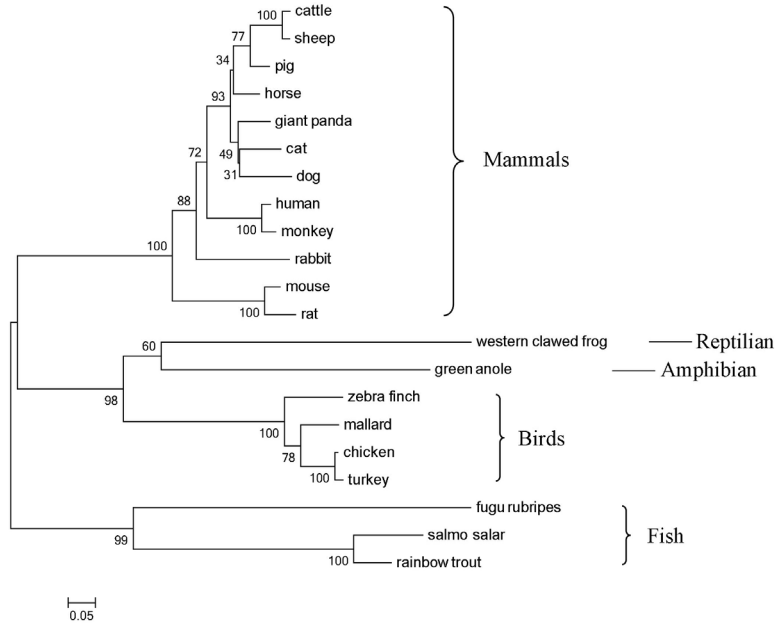 100 cattle
sheep
77
pig
34
horse
93
giant panda
cat
49
31 dog
Mammals
72
human
100 monkey
88
rabbit
100
mouse
100 rat
60 western clawed frog Reptilian
green anole Amphibian
98
zebra finch
100 mallard
78 chicken
100 turkey
Birds
fugu rubripes
99 salmo salar
100 rainbow trout
Fish
0.05